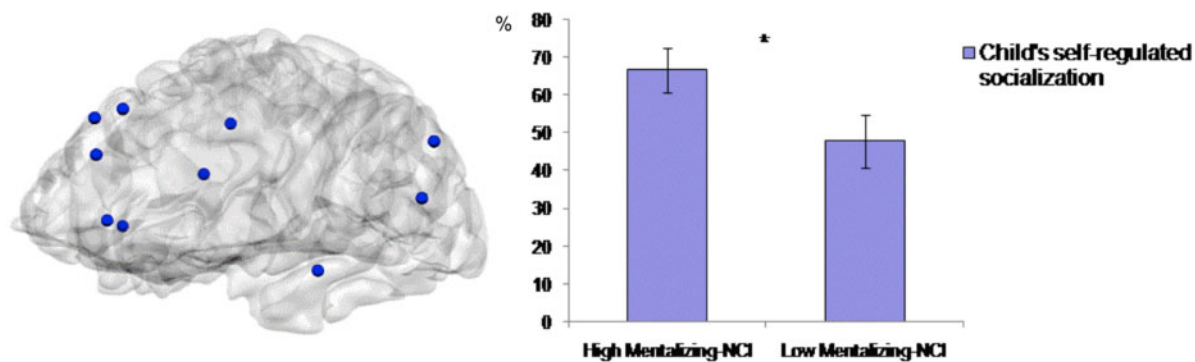 %
80
70
60
50
40
30
20
10
0
*
High Mentalizing-NCI
Low Mentalizing-NCI
Child's self-regulated
socialization